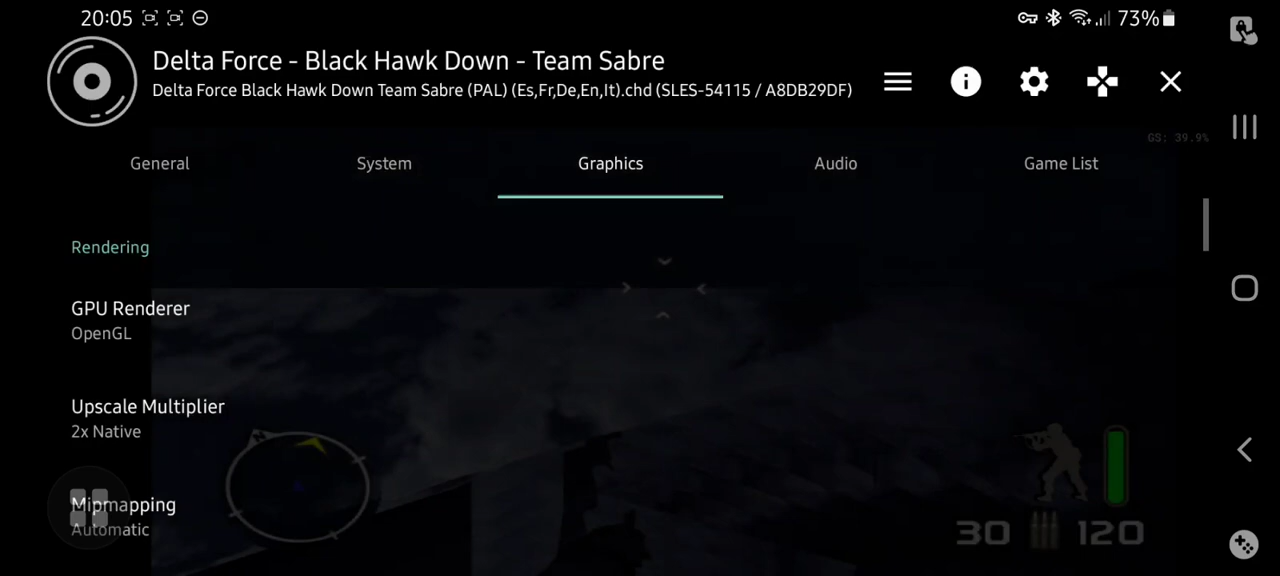 20:05
73%
Delta Force - Black Hawk Down - Team Sabre
Delta Force Black Hawk Down Team Sabre (PAL) (Es,Fr,De,En,It).chd (SLES-54115 / A8DB29DF)
GS: 39.9%
General System Graphics Audio Game List
Rendering
GPU Renderer
OpenGL
Upscale Multiplier
2x Native
Mipmapping
Automatic
N
30 120